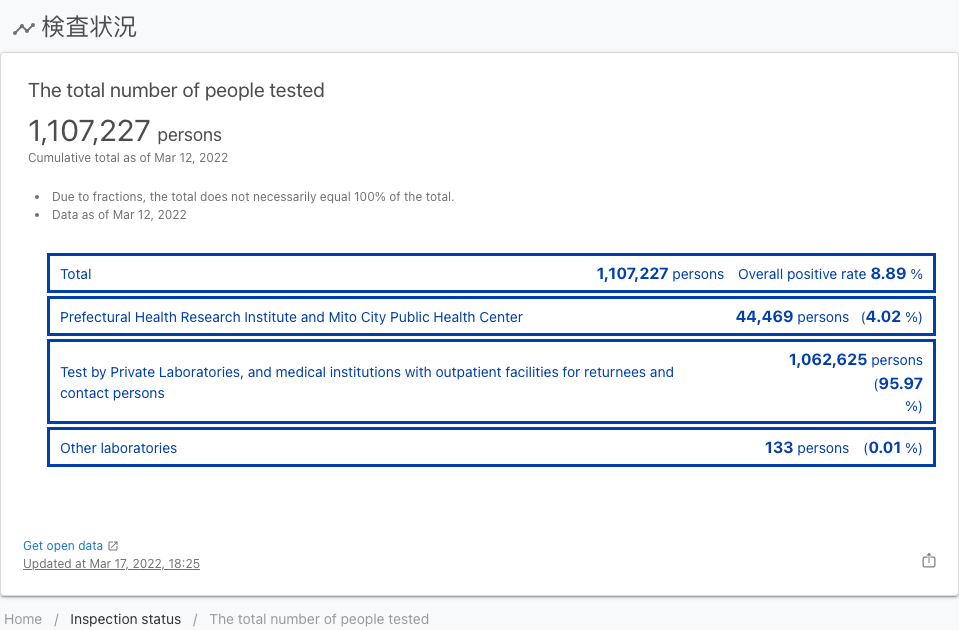 検査状況
The total number of people tested
1,107,227 persons
Cumulative total as of Mar 12, 2022
• Due to fractions, the total does not necessarily equal 100% of the total.
• Data as of Mar 12, 2022
Total 1,107,227 persons Overall positive rate 8.89 %
Prefectural Health Research Institute and Mito City Public Health Center 44,469 persons (4.02 %)
Test by Private Laboratories, and medical institutions with outpatient facilities for returnees and
contact persons
1,062,625 persons
(95.97
%)
Other laboratories 133 persons (0.01 %)
Get open data
Updated at Mar 17, 2022, 18:25
Home / Inspection status / The total number of people tested